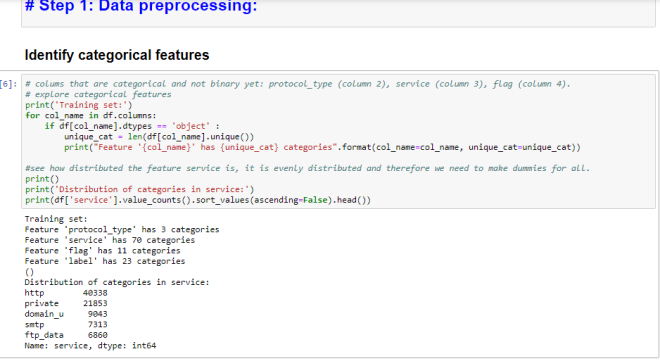 # Step 1: Data preprocessing:
Identify categorical features
[6]: # colums that are categorical and not binary yet: protocol_type (column 2), service (column 3), flag (column 4).
# explore categorical features
print('Training set:')
for col_name in df.columns:
    if df[col_name].dtypes == 'object' :
        unique_cat = len(df[col_name].unique())
        print("Feature '{col_name}' has {unique_cat} categories".format(col_name=col_name, unique_cat=unique_cat))
#see how distributed the feature service is, it is evenly distributed and therefore we need to make dummies for all.
print()
print('Distribution of categories in service:')
print(df['service'].value_counts().sort_values(ascending=False).head())
Training set:
Feature 'protocol_type' has 3 categories
Feature 'service' has 70 categories
Feature 'flag' has 11 categories
Feature 'label' has 23 categories
()
Distribution of categories in service:
http 40338
private 21853
domain_u 9043
smtp 7313
ftp_data 6860
Name: service, dtype: int64